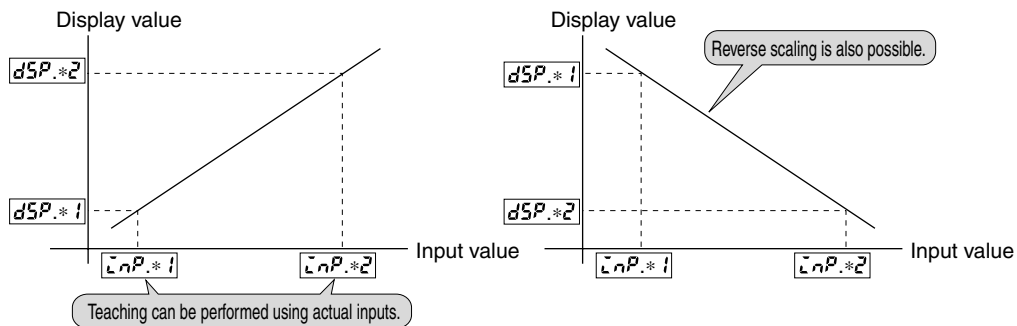 Display value
dSP.*2
dSP.*1
inP.*1
inP.*2
Input value
Teaching can be performed using actual inputs.
Display value
Reverse scaling is also possible.
dSP.*1
dSP.*2
inP.*1
inP.*2
Input value